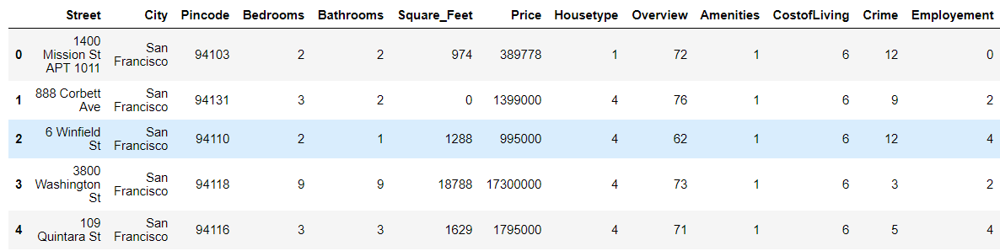 Street City Pincode Bedrooms Bathrooms Square_Feet Price Housetype Overview Amenities CostofLiving Crime Employement
0 1400 Mission St APT 1011 San Francisco 94103 2 2 974 389778 1 72 1 6 12 0
1 888 Corbett Ave San Francisco 94131 3 2 0 1399000 4 76 1 6 9 2
2 6 Winfield St San Francisco 94110 2 1 1288 995000 4 62 1 6 12 4
3 3800 Washington St San Francisco 94118 9 9 18788 17300000 4 73 1 6 3 2
4 109 Quintara St San Francisco 94116 3 3 1629 1795000 4 71 1 6 5 4